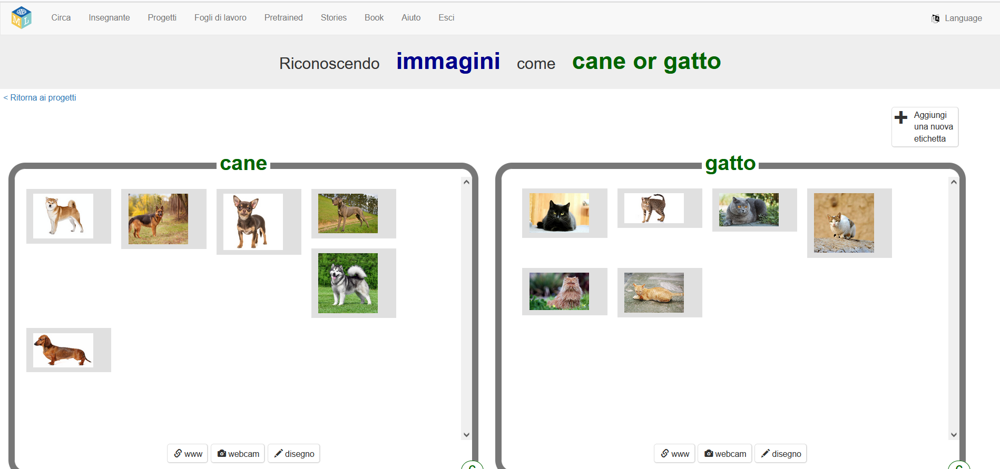 M L
Circa Insegnante Progetti Fogli di lavoro Pretrained Stories Book Aiuto Esci Language
Riconoscendo immagini come cane or gatto
< Ritorna ai progetti
Aggiungi
una nuova
etichetta
cane
gatto
www webcam disegno
www webcam disegno